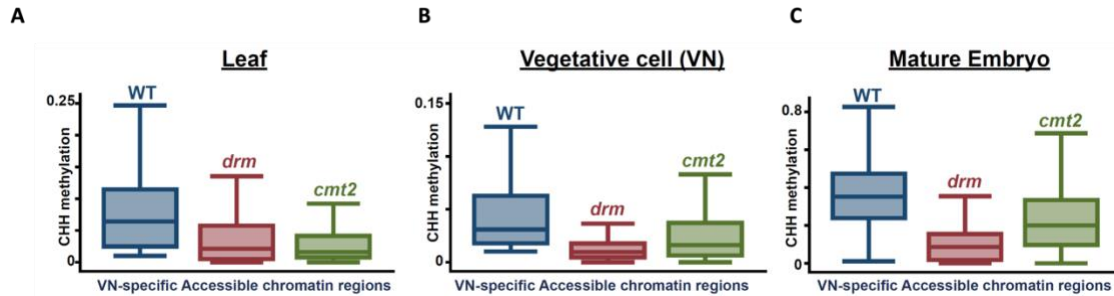 A
B
C
Leaf
Vegetative cell (VN)
Mature Embryo
0.25
CHH methylation
0
WT
drm
cmt2
0.15
CHH methylation
0
WT
drm
cmt2
0.8
CHH methylation
0
WT
drm
cmt2
VN-specific Accessible chromatin regions
VN-specific Accessible chromatin regions
VN-specific Accessible chromatin regions